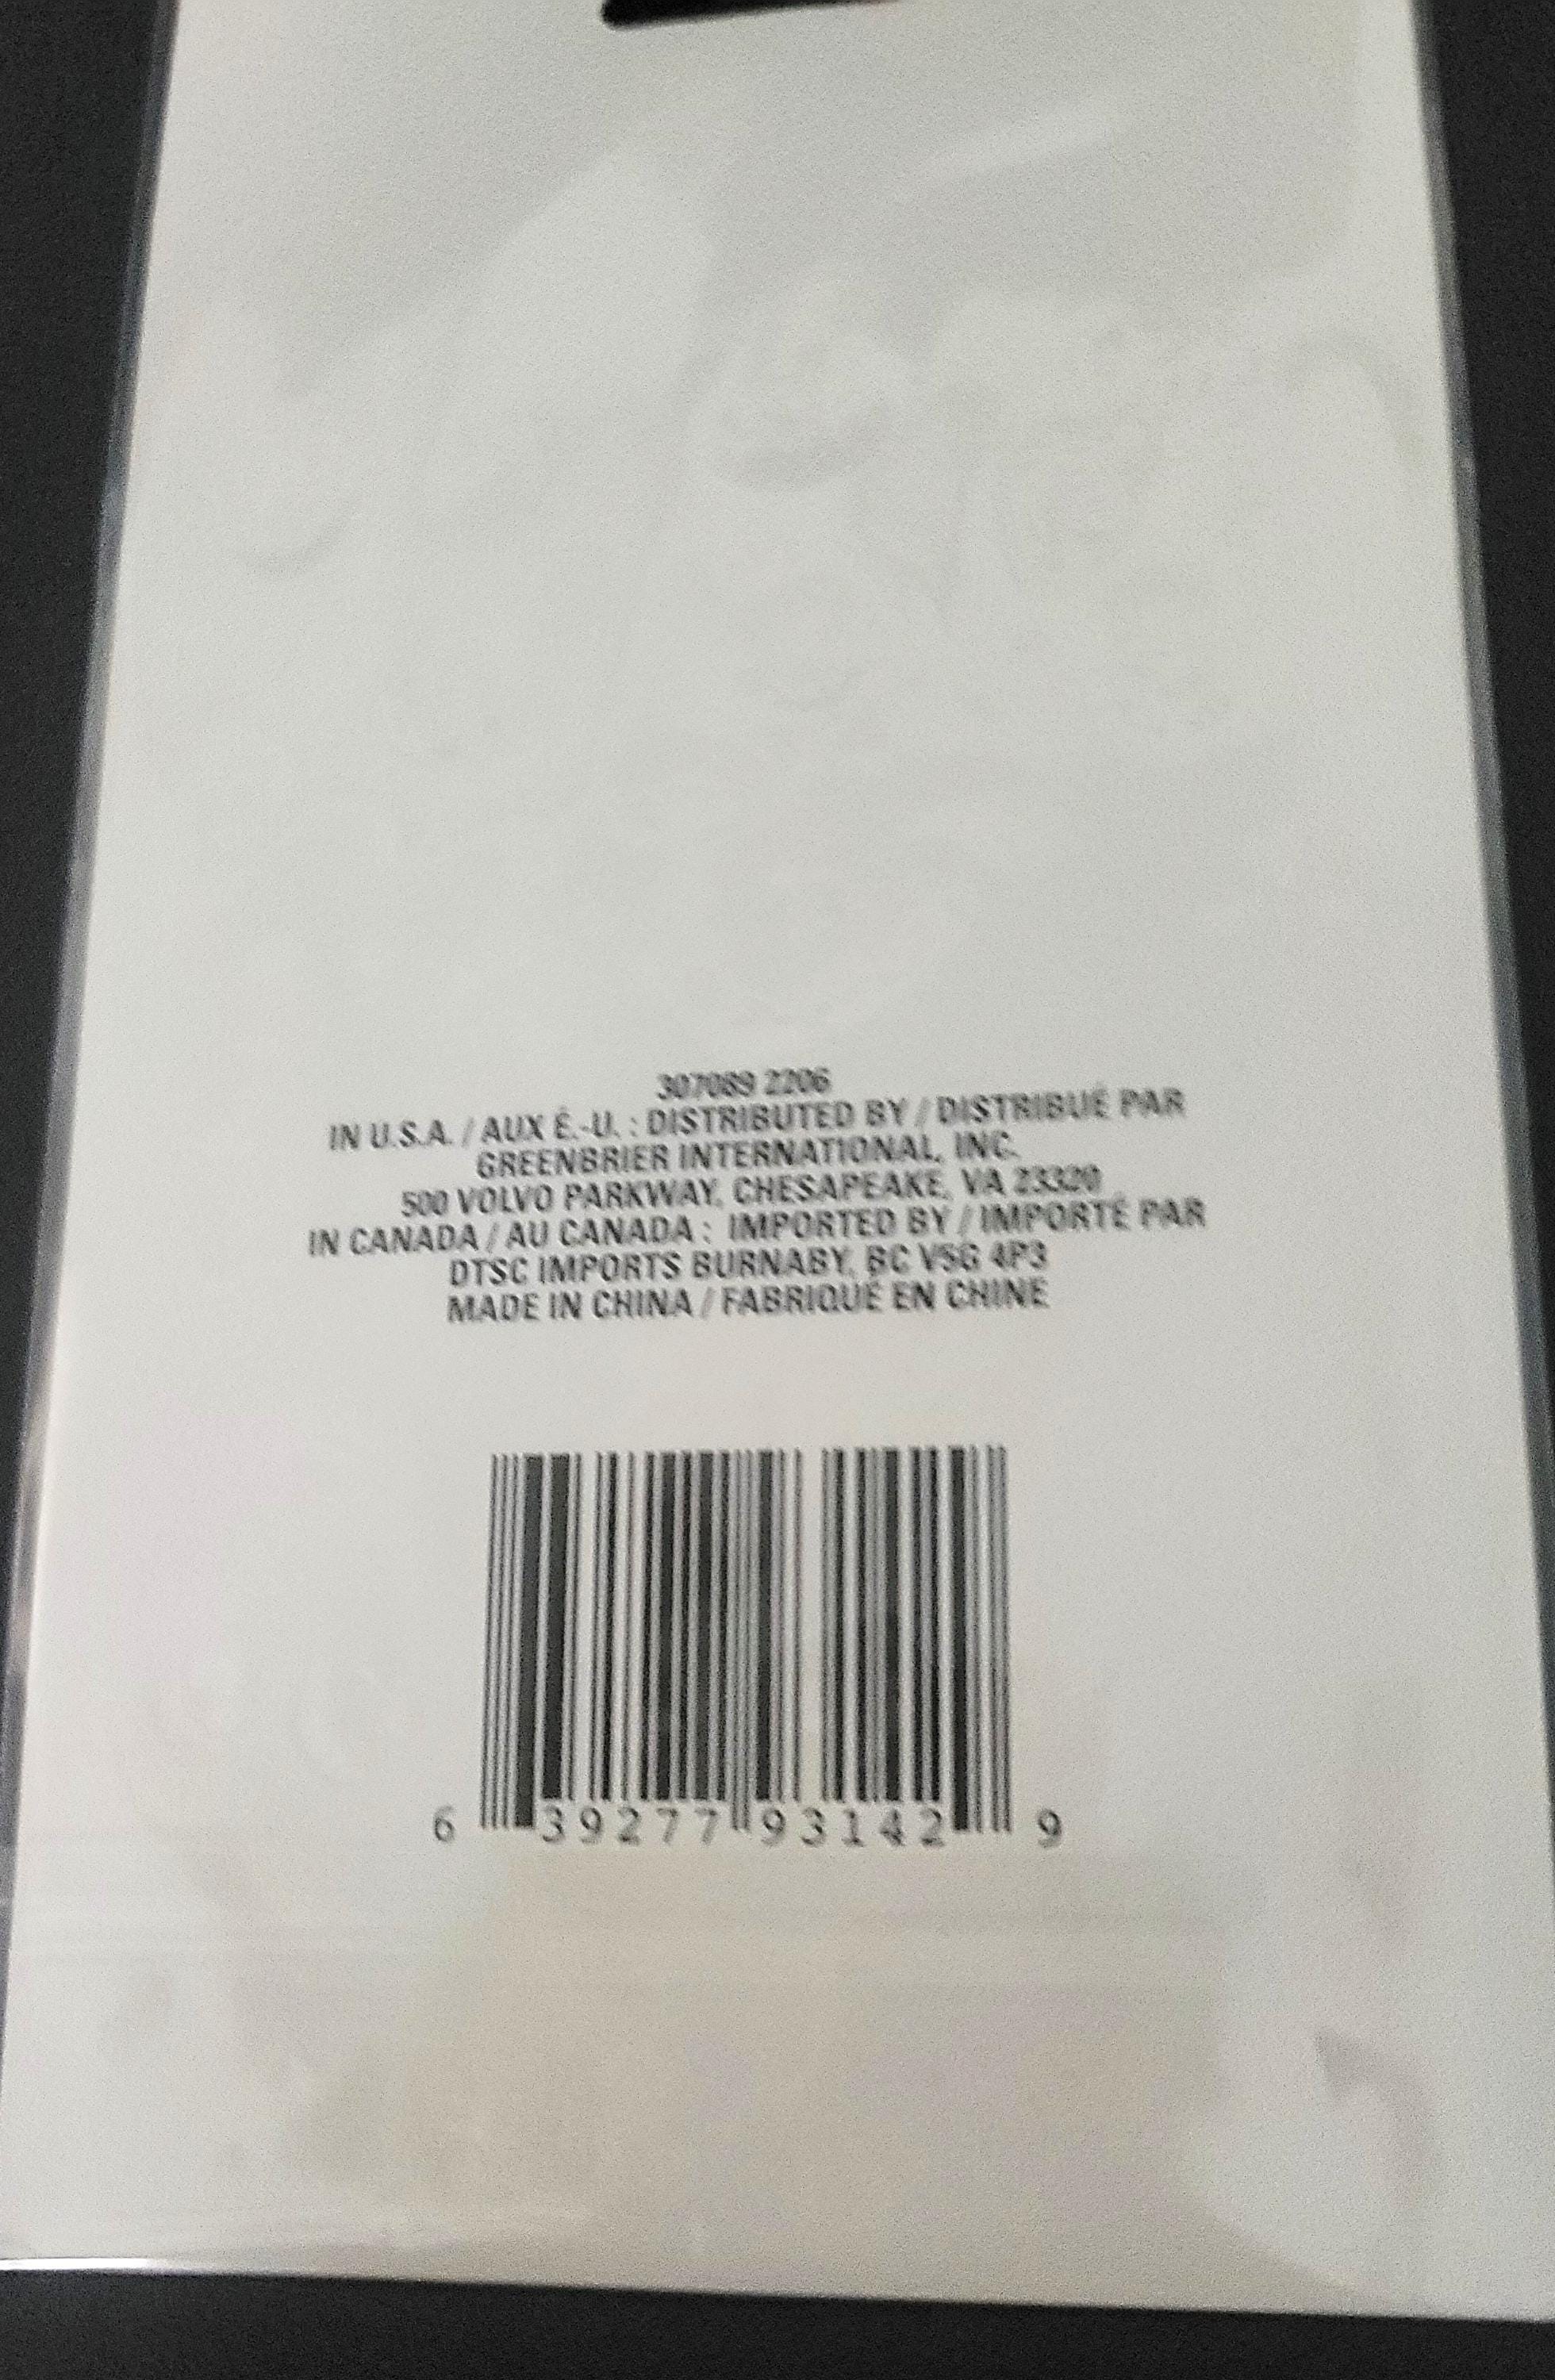 307089 2206
IN U.S.A. / AUX É.-U. : DISTRIBUTED BY / DISTRIBUÉ PAR
GREENBRIER INTERNATIONAL, INC.
500 VOLVO PARKWAY, CHESAPEAKE, VA 23320
IN CANADA / AU CANADA : IMPORTED BY / IMPORTÉ PAR
DTSC IMPORTS BURNABY, BC V5G 4P3
MADE IN CHINA / FABRIQUÉ EN CHINE
6 39277 93142 9